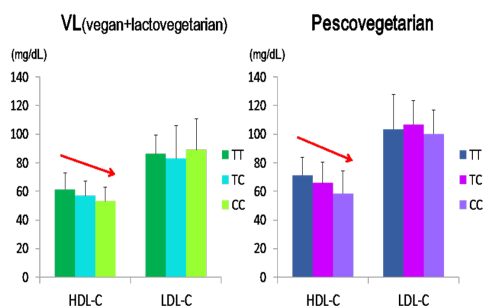 VL(vegan+lactovegetarian)
(mg/dL)
140
120
100
80
60
40
20
0
HDL-C LDL-C
TT
TC
CC
Pescovegetarian
(mg/dL)
140
120
100
80
60
40
20
0
HDL-C LDL-C
TT
TC
CC